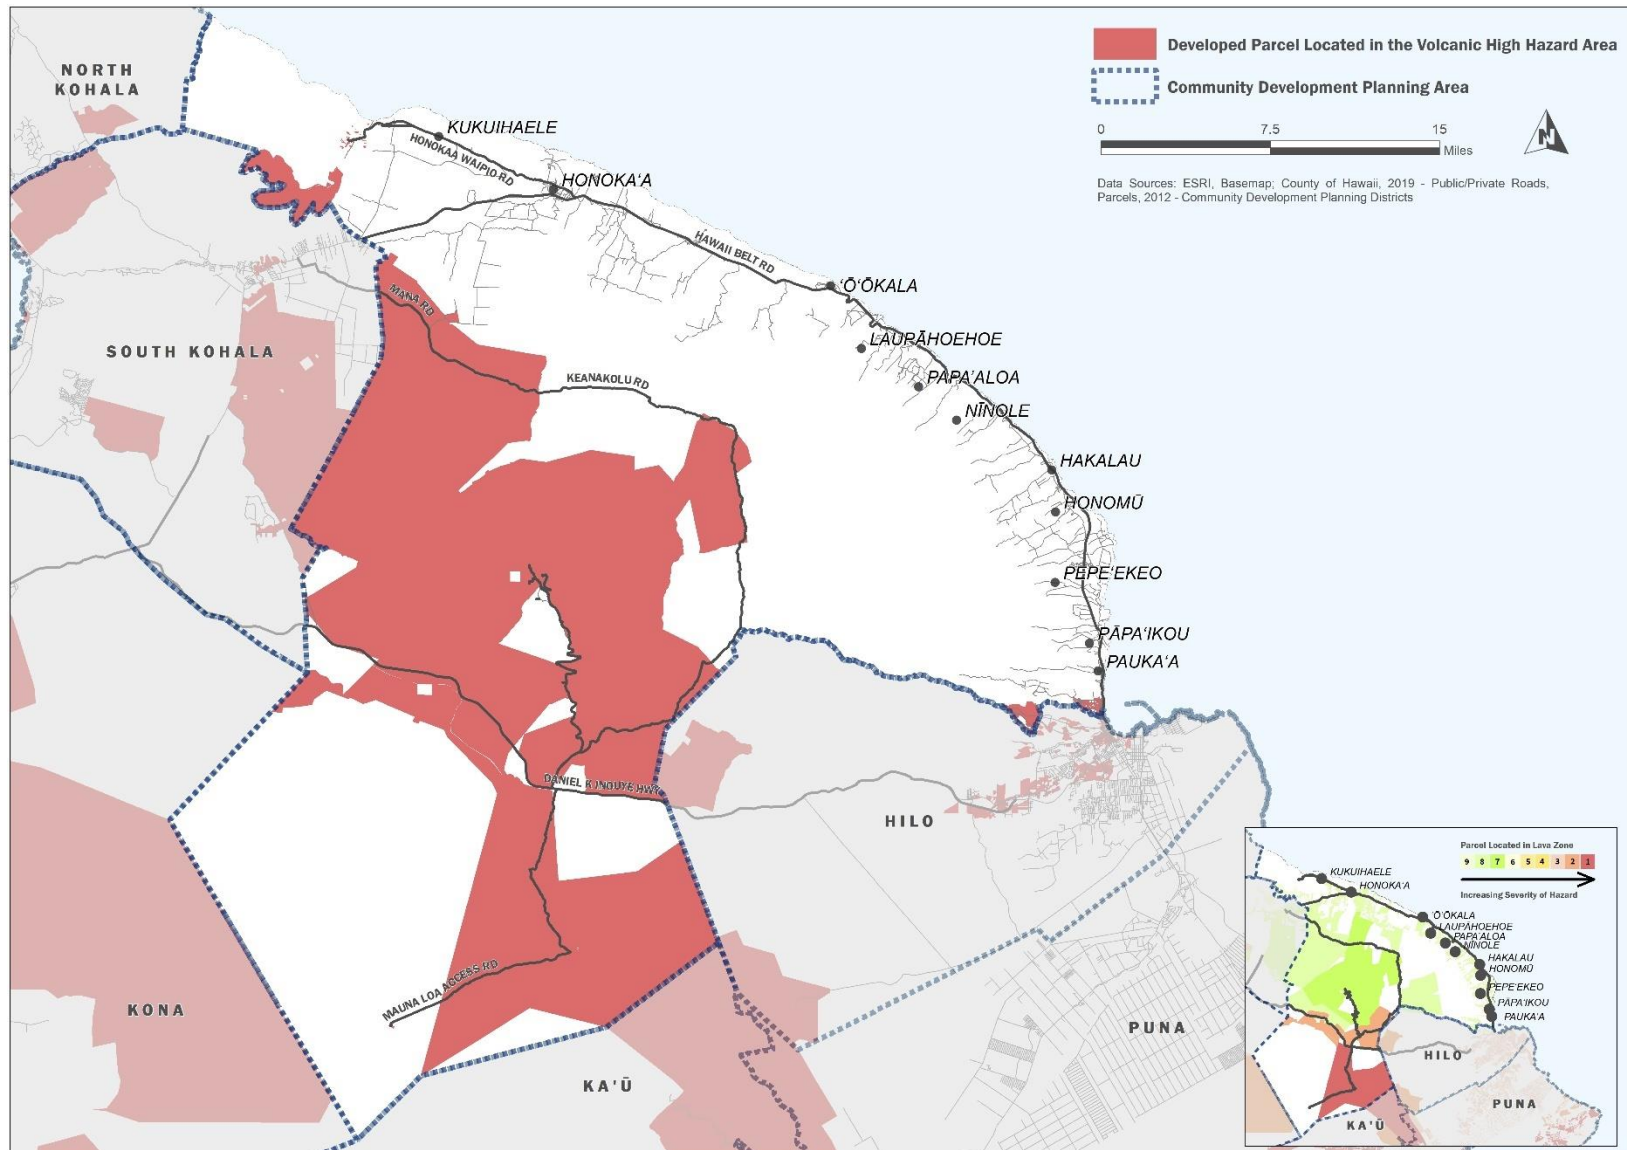 NORTH
KOHALA
Developed Parcel Located in the Volcanic High Hazard Area
Community Development Planning Area
0 7.5 15
Miles
N
Data Sources: ESRI, Basemap; County of Hawaii, 2019 - Public/Private Roads,
Parcels, 2012 - Community Development Planning Districts
KUKUIHAELE
HONOKAA WAIPIO RD
HONOKA‘A
HAWAII BELT RD
‘Ō‘ŌKALA
MANA RD
LAUPĀHOEHOE
SOUTH KOHALA
KEANAKOLU RD
PAPA‘ALOA
NĪNOLE
HAKALAU
HONOMŪ
PEPE‘EKEO
PĀPA‘IKOU
PAUKA‘A
DANIEL K INOUYE HWY
HILO
MAUNA LOA ACCESS RD
KONA
PUNA
KA'Ū
Parcel Located in Lava Zone
9 8 7 6 5 4 3 2 1
Increasing Severity of Hazard
KUKUIHAELE
HONOKA‘A
‘Ō‘ŌKALA
LAUPĀHOEHOE
PAPA‘ALOA
NĪNOLE
HAKALAU
HONOMŪ
PEPE‘EKEO
PĀPA‘IKOU
PAUKA‘A
HILO
PUNA
KA'Ū